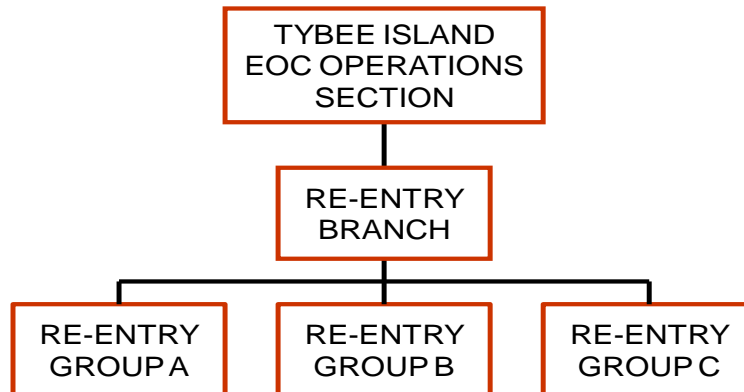 TYBEE ISLAND
EOC OPERATIONS
SECTION
RE-ENTRY
BRANCH
RE-ENTRY
GROUP A
RE-ENTRY
GROUP B
RE-ENTRY
GROUP C